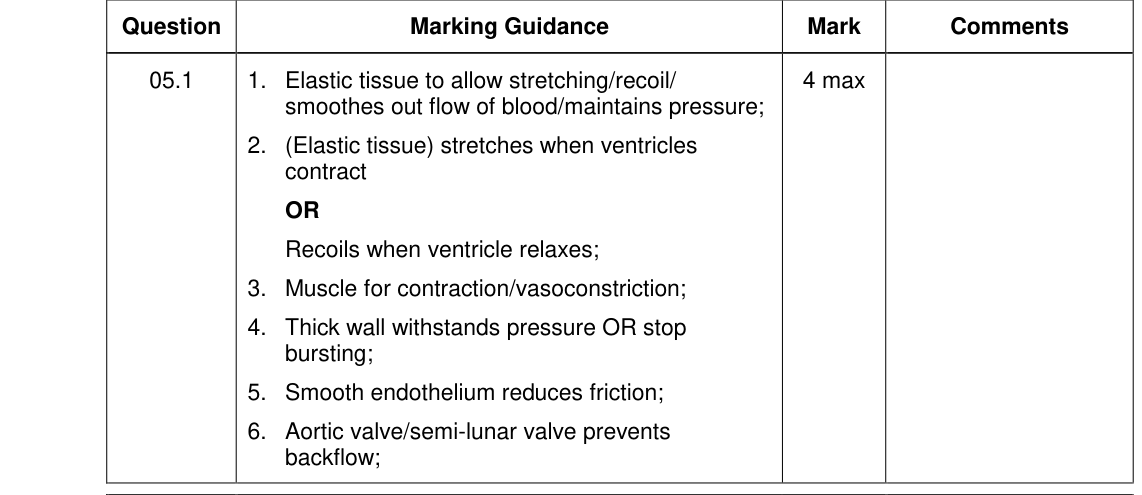 Question Marking Guidance Mark Comments
05.1 1. Elastic tissue to allow stretching/recoil/ 4 max
smoothes out flow of blood/maintains pressure;
2. (Elastic tissue) stretches when ventricles
contract
OR
Recoils when ventricle relaxes;
3. Muscle for contraction/vasoconstriction;
4. Thick wall withstands pressure OR stop
bursting;
5. Smooth endothelium reduces friction;
6. Aortic valve/semi-lunar valve prevents
backflow;